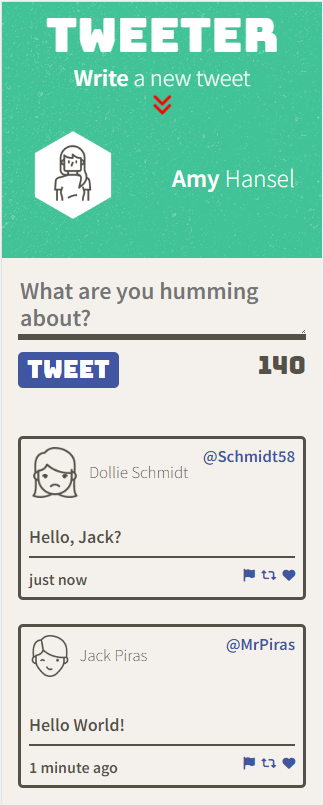 TWEETER
Write a new tweet
Amy Hansel
What are you humming
about?
TWEET
140
@Schmidt58
Dollie Schmidt
Hello, Jack?
just now
@MrPiras
Jack Piras
Hello World!
1 minute ago